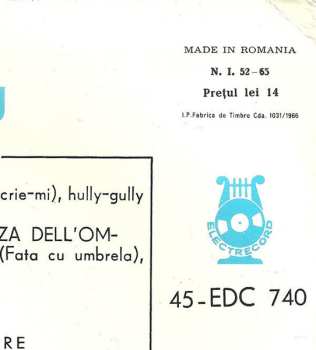 MADE IN ROMANIA
N. I. 52-65
Prețul lei 14
I.P. Fabrica de Timbre Cda. 1031/1966
crie-mi), hully-gully
ZA DELL'OM-
(Fata cu umbrela),
ELECTRECORD
45-EDC 740
RE